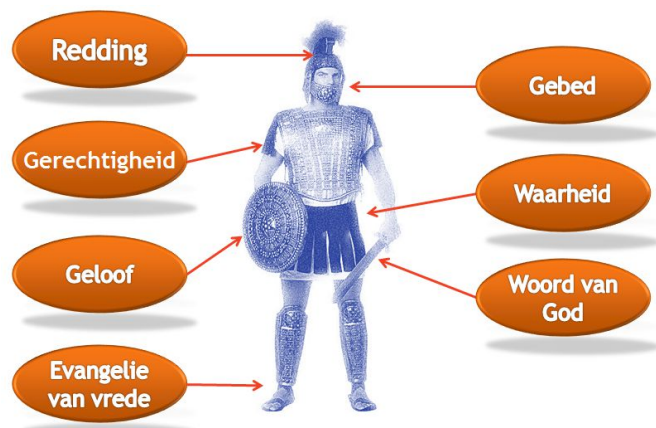 Redding
Gerechtigheid
Geloof
Evangelie
van vrede
Gebed
Waarheid
Woord van
God